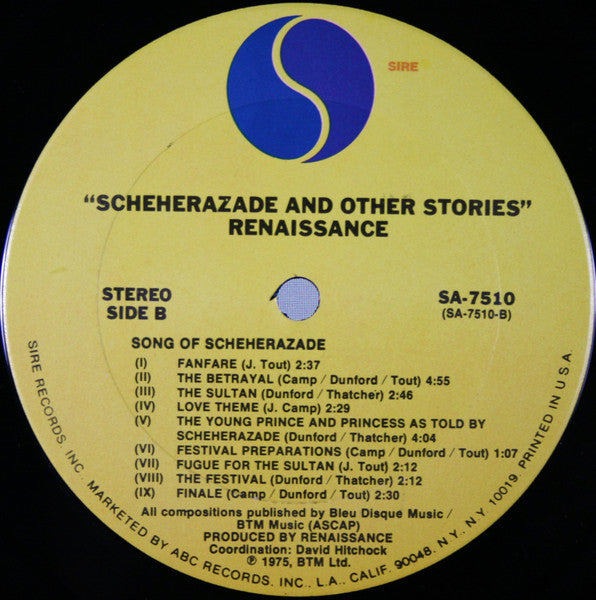 SIRE
"SCHEHERAZADE AND OTHER STORIES"
RENAISSANCE
STEREO
SIDE B
SA-7510
(SA-7510-B)
SONG OF SCHEHERAZADE
(I) FANFARE (J. Tout) 2:37
(II) THE BETRAYAL (Camp / Dunford / Tout) 4:55
(III) THE SULTAN (Dunford / Thatcher) 2:46
(IV) LOVE THEME (J. Camp) 2:29
(V) THE YOUNG PRINCE AND PRINCESS AS TOLD BY
SCHEHERAZADE (Dunford / Thatcher) 4:04
(VI) FESTIVAL PREPARATIONS (Camp / Dunford / Tout) 1:07
(VII) FUGUE FOR THE SULTAN (J. Tout) 2:12
(VIII) THE FESTIVAL (Dunford / Thatcher) 2:12
(IX) FINALE (Camp / Dunford / Tout) 2:30
All compositions published by Bleu Disque Music /
BTM Music (ASCAP)
PRODUCED BY RENAISSANCE
Coordination: David Hitchock
℗ 1975, BTM Ltd.
SIRE RECORDS, INC. MARKETED BY ABC RECORDS, INC., L.A., CALIF. 90048. N.Y., N.Y. 10019. PRINTED IN U.S.A.